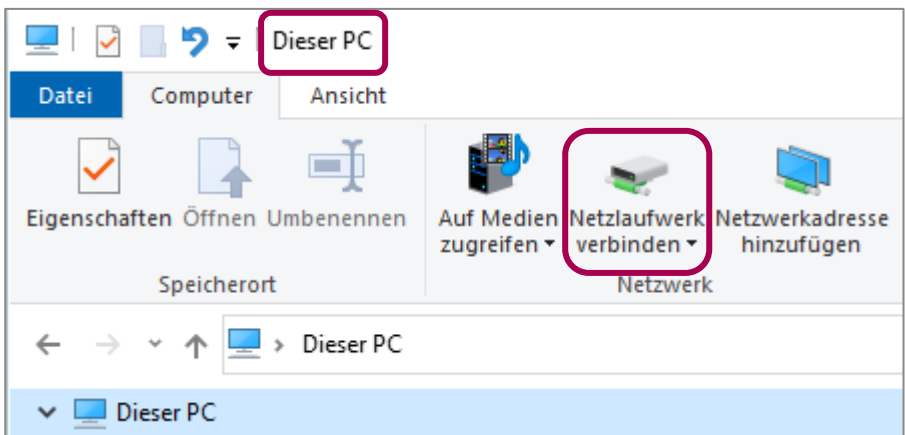 Dieser PC
Datei Computer Ansicht
Eigenschaften Öffnen Umbenennen
Auf Medien zugreifen
Netzlaufwerk verbinden
Netzwerkadresse hinzufügen
Speicherort Netzwerk
Dieser PC
Dieser PC